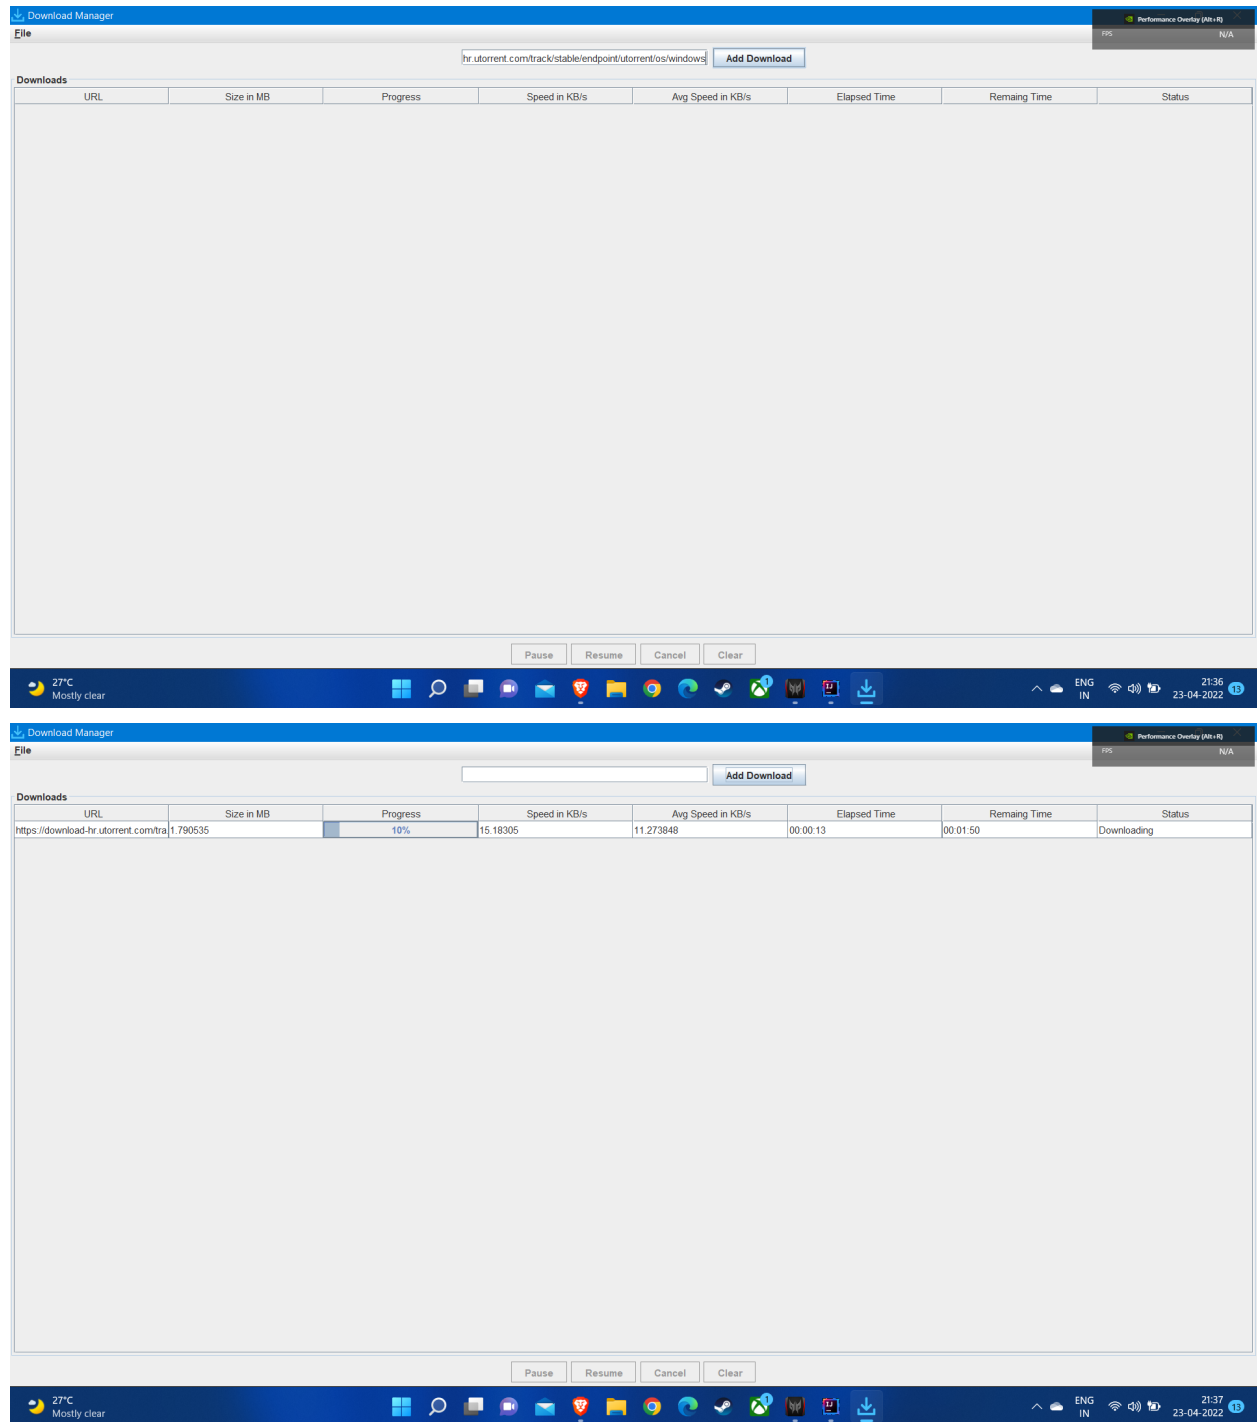 Download Manager
Performance Overlay (Alt+R)
File
FPS N/A
hr.utorrent.com/track/stable/endpoint/utorrent/os/windows Add Download
Downloads
URL Size in MB Progress Speed in KB/s Avg Speed in KB/s Elapsed Time Remaing Time Status
Pause Resume Cancel Clear
27°C
Mostly clear
1
ENG
IN
21:36
23-04-2022
13
Download Manager
Performance Overlay (Alt+R)
File
FPS N/A
Add Download
Downloads
URL Size in MB Progress Speed in KB/s Avg Speed in KB/s Elapsed Time Remaing Time Status
https://download-hr.utorrent.com/tra 1.790535 10% 15.18305 11.273848 00:00:13 00:01:50 Downloading
Pause Resume Cancel Clear
27°C
Mostly clear
1
ENG
IN
21:37
23-04-2022
13